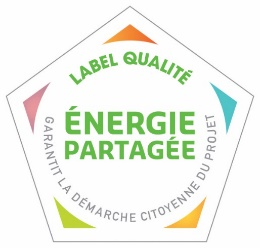 LABEL QUALITÉ
ÉNERGIE
PARTAGÉE
GARANTIT LA DÉMARCHE CITOYENNE DU PROJET